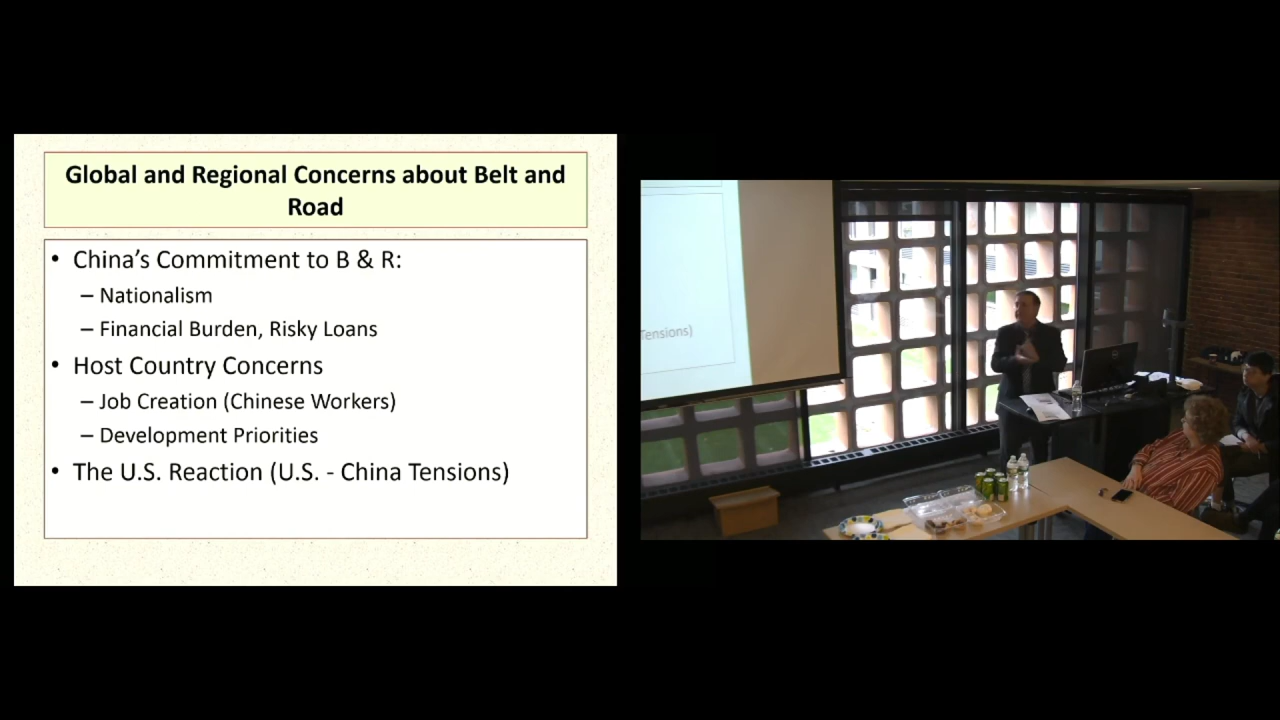 Global and Regional Concerns about Belt and
Road
• China's Commitment to B & R:
– Nationalism
– Financial Burden, Risky Loans
• Host Country Concerns
– Job Creation (Chinese Workers)
– Development Priorities
• The U.S. Reaction (U.S. - China Tensions)
Tensions)